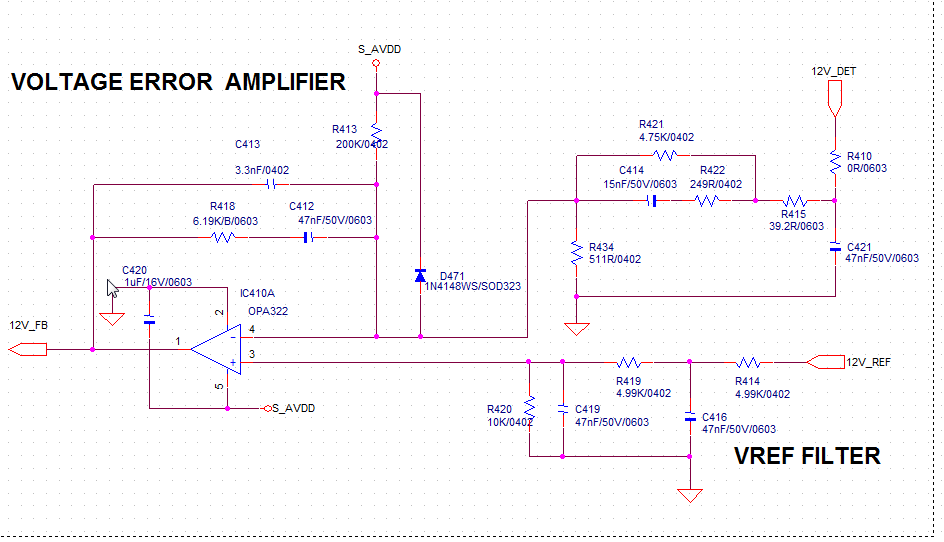 S_AVDD
VOLTAGE ERROR  AMPLIFIER
12V_DET
R413
200K/0402
R421
4.75K/0402
C413
3.3nF/0402
C414
15nF/50V/0603
R422
249R/0402
R410
0R/0603
R418
6.19K/B/0603
C412
47nF/50V/0603
R415
39.2R/0603
R434
511R/0402
C421
47nF/50V/0603
C420
1uF/16V/0603
D471
1N4148WS/SOD323
IC410A
OPA322
2
12V_FB
1
4
-
3
+
5
S_AVDD
12V_REF
R419
4.99K/0402
R414
4.99K/0402
R420
10K/0402
C419
47nF/50V/0603
C416
47nF/50V/0603
VREF FILTER